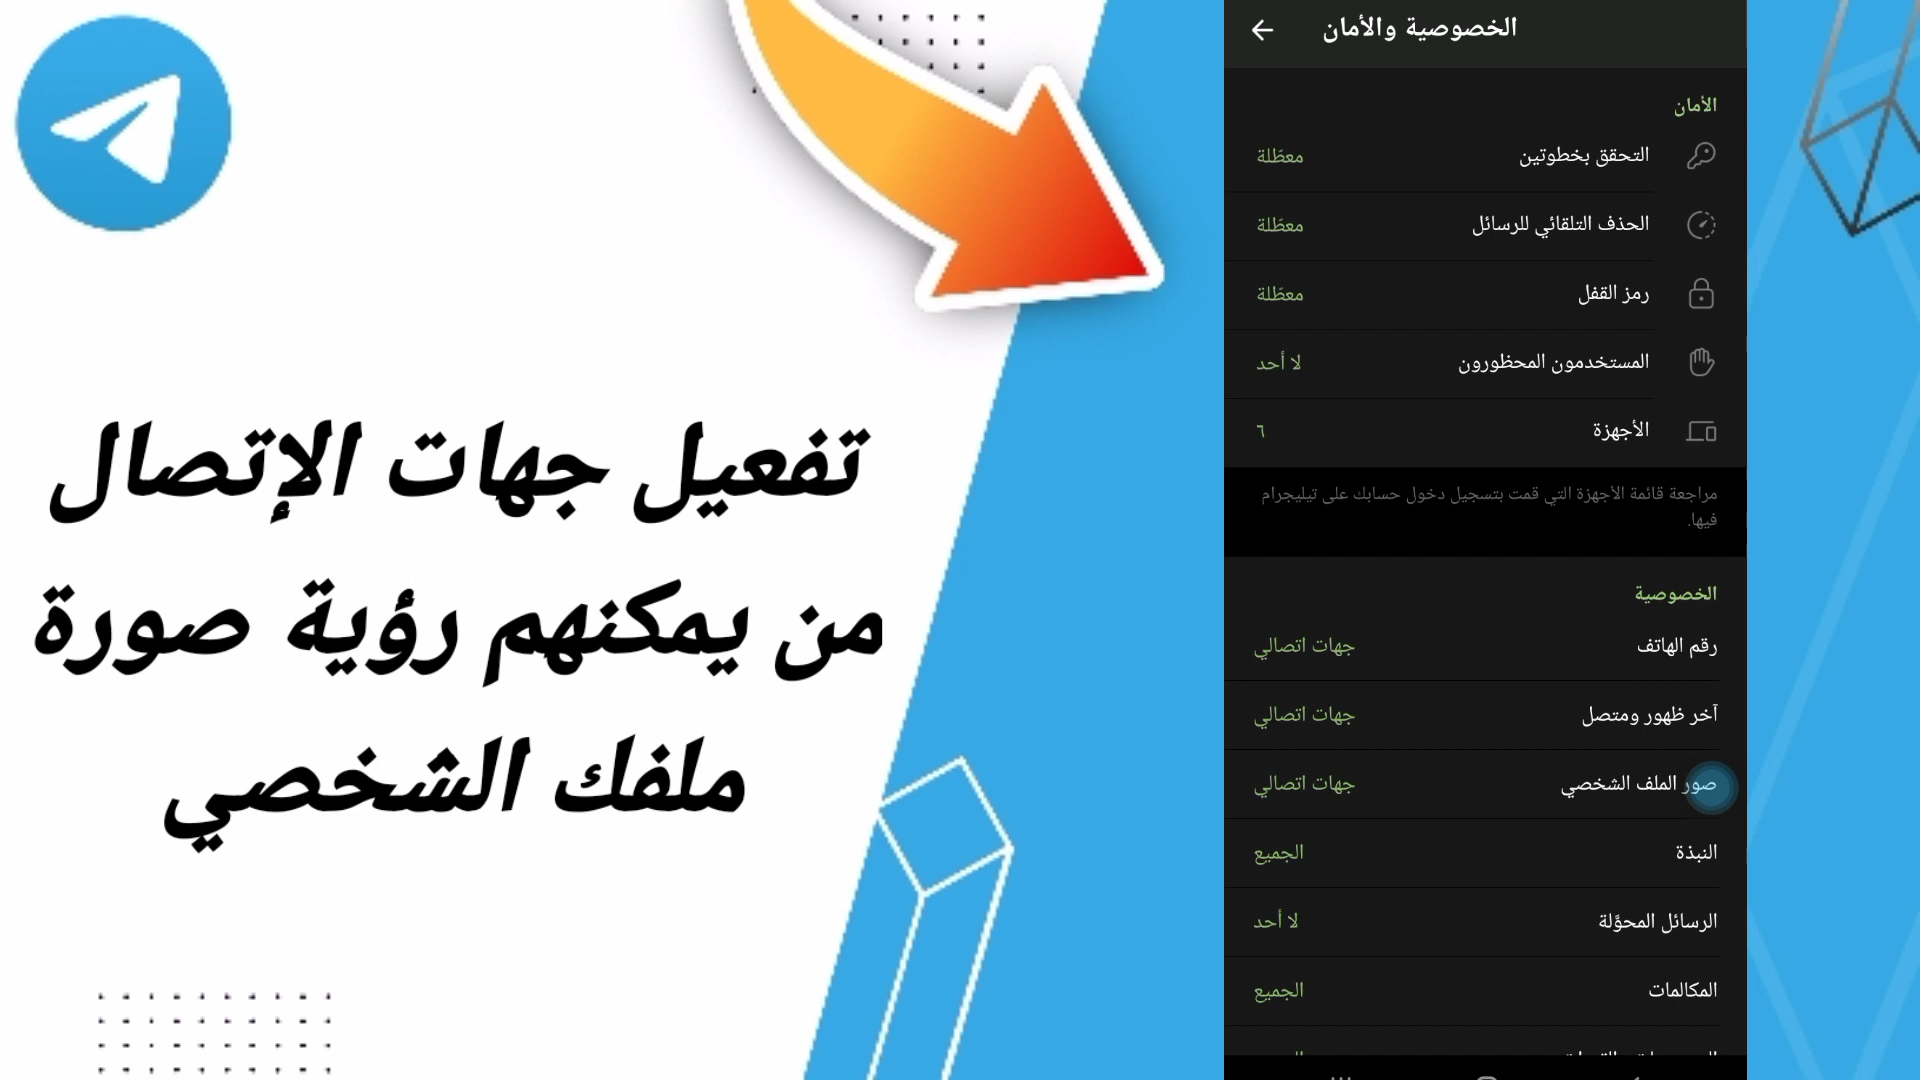 تفعيل جهات الإتصال
من يمكنهم رؤية صورة
ملفك الشخصي
الخصوصية والأمان
الأمان
التحقق بخطوتين معطّلة
الحذف التلقائي للرسائل معطّلة
رمز القفل معطّلة
المستخدمون المحظورون لا أحد
الأجهزة ٦
مراجعة قائمة الأجهزة التي قمت بتسجيل دخول حسابك على تيليجرام
فيها.
الخصوصية
رقم الهاتف جهات اتصالي
آخر ظهور ومتصل جهات اتصالي
صور الملف الشخصي جهات اتصالي
النبذة الجميع
الرسائل المحوَّلة لا أحد
المكالمات الجميع